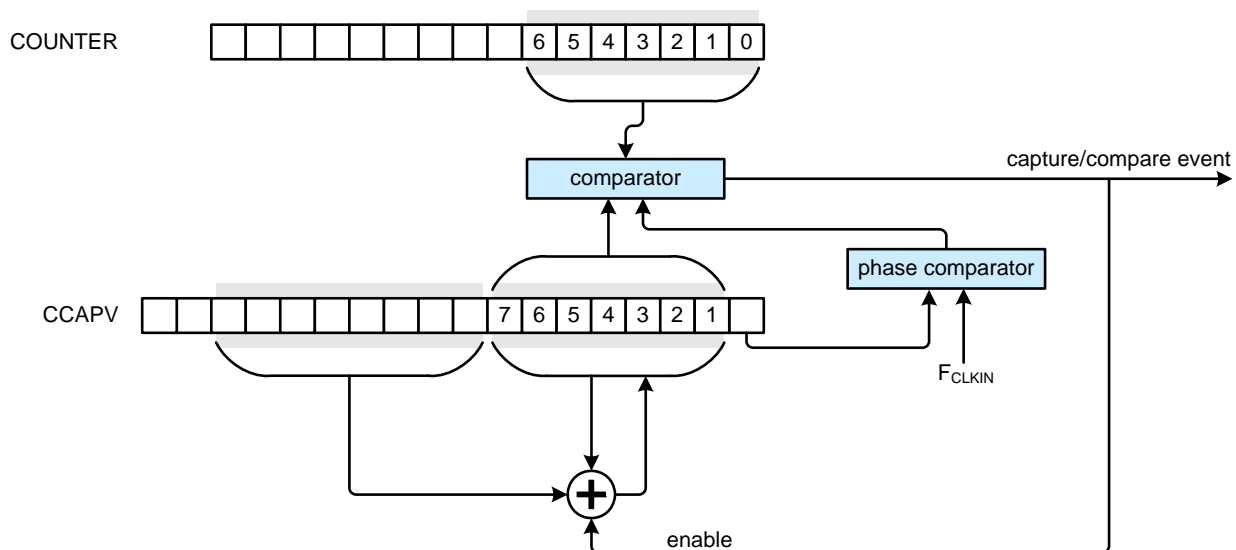 COUNTER 6 5 4 3 2 1 0
capture/compare event
comparator
phase comparator
CCAPV 7 6 5 4 3 2 1
FCLKIN
enable